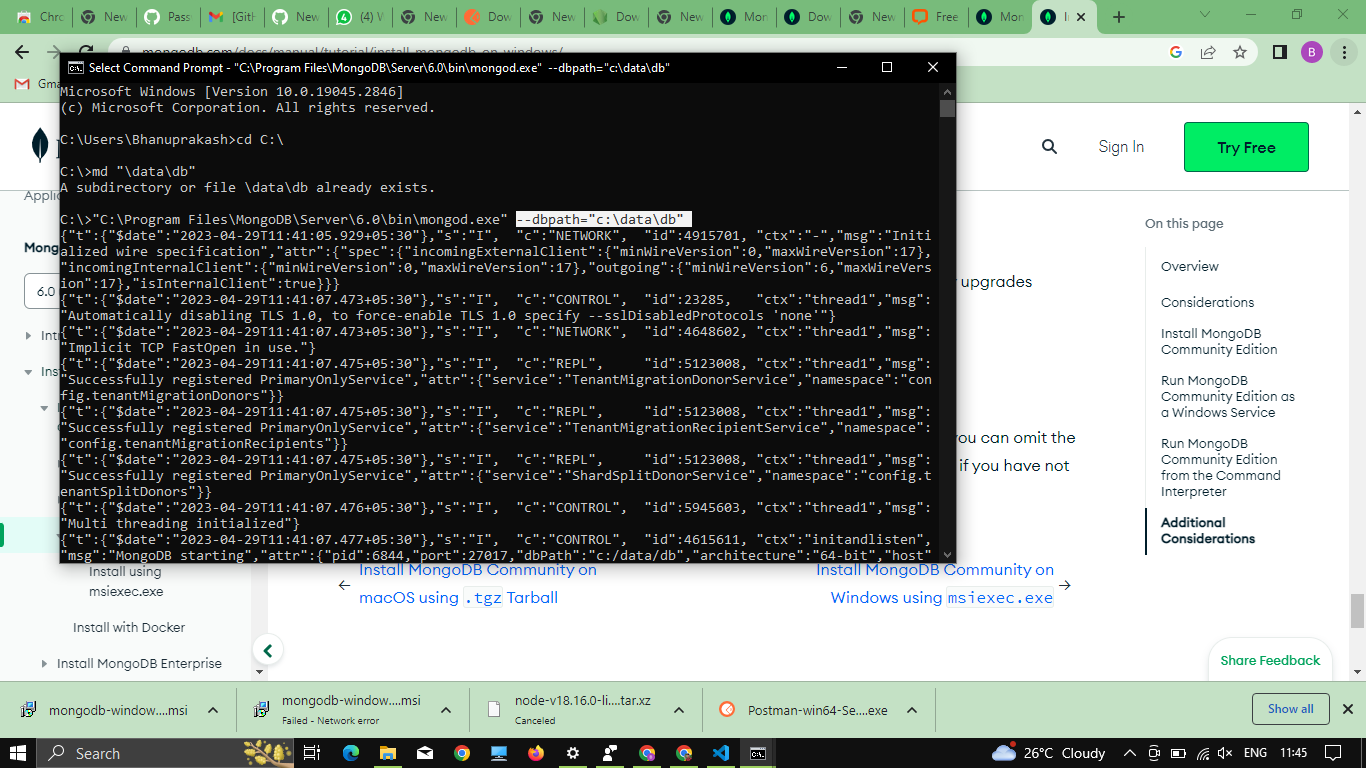 Chro
New
Pass
[GitH
New
(4) W
New
Dow
New
Dow
New
Mon
Dow
New
Free
Mon
mongodb.com/docs/manual/tutorial/install-mongodb-on-windows/
B
Gma
Select Command Prompt - "C:\Program Files\MongoDB\Server\6.0\bin\mongod.exe" --dbpath="c:\data\db"
Microsoft Windows [Version 10.0.19045.2846]
(c) Microsoft Corporation. All rights reserved.
C:\Users\Bhanuprakash>cd C:\
C:\>md "\data\db"
A subdirectory or file \data\db already exists.
C:\>"C:\Program Files\MongoDB\Server\6.0\bin\mongod.exe" --dbpath="c:\data\db"
{"t":{"$date":"2023-04-29T11:41:05.929+05:30"},"s":"I",  "c":"NETWORK",  "id":4915701, "ctx":"-","msg":"Initi
alized wire specification","attr":{"spec":{"incomingExternalClient":{"minWireVersion":0,"maxWireVersion":17},
"incomingInternalClient":{"minWireVersion":0,"maxWireVersion":17},"outgoing":{"minWireVersion":6,"maxWireVers
ion":17},"isInternalClient":true}}}
{"t":{"$date":"2023-04-29T11:41:07.473+05:30"},"s":"I",  "c":"CONTROL",  "id":23285,   "ctx":"thread1","msg":
"Automatically disabling TLS 1.0, to force-enable TLS 1.0 specify --sslDisabledProtocols 'none'"}
{"t":{"$date":"2023-04-29T11:41:07.473+05:30"},"s":"I",  "c":"NETWORK",  "id":4648602, "ctx":"thread1","msg":
"Implicit TCP FastOpen in use."}
{"t":{"$date":"2023-04-29T11:41:07.475+05:30"},"s":"I",  "c":"REPL",     "id":5123008, "ctx":"thread1","msg":
"Successfully registered PrimaryOnlyService","attr":{"service":"TenantMigrationDonorService","namespace":"con
fig.tenantMigrationDonors"}}
{"t":{"$date":"2023-04-29T11:41:07.475+05:30"},"s":"I",  "c":"REPL",     "id":5123008, "ctx":"thread1","msg":
"Successfully registered PrimaryOnlyService","attr":{"service":"TenantMigrationRecipientService","namespace":
"config.tenantMigrationRecipients"}}
{"t":{"$date":"2023-04-29T11:41:07.475+05:30"},"s":"I",  "c":"REPL",     "id":5123008, "ctx":"thread1","msg":
"Successfully registered PrimaryOnlyService","attr":{"service":"ShardSplitDonorService","namespace":"config.t
enantSplitDonors"}}
{"t":{"$date":"2023-04-29T11:41:07.476+05:30"},"s":"I",  "c":"CONTROL",  "id":5945603, "ctx":"thread1","msg":
"Multi threading initialized"}
{"t":{"$date":"2023-04-29T11:41:07.477+05:30"},"s":"I",  "c":"CONTROL",  "id":4615611, "ctx":"initandlisten",
"msg":"MongoDB starting","attr":{"pid":6844,"port":27017,"dbPath":"c:/data/db","architecture":"64-bit","host"
Sign In
Try Free
Applic
Mong
6.0
Int
Ins
upgrades
you can omit the
if you have not
On this page
Overview
Considerations
Install MongoDB
Community Edition
Run MongoDB
Community Edition as
a Windows Service
Run MongoDB
Community Edition
from the Command
Interpreter
Additional
Considerations
Install using
msiexec.exe
Install with Docker
Install MongoDB Enterprise
Install MongoDB Community on
macOS using .tgz Tarball
Install MongoDB Community on
Windows using msiexec.exe
Share Feedback
mongodb-window....msi
mongodb-window....msi
Failed - Network error
node-v18.16.0-li....tar.xz
Canceled
Postman-win64-Se....exe
Show all
Search
26°C Cloudy
ENG
11:45